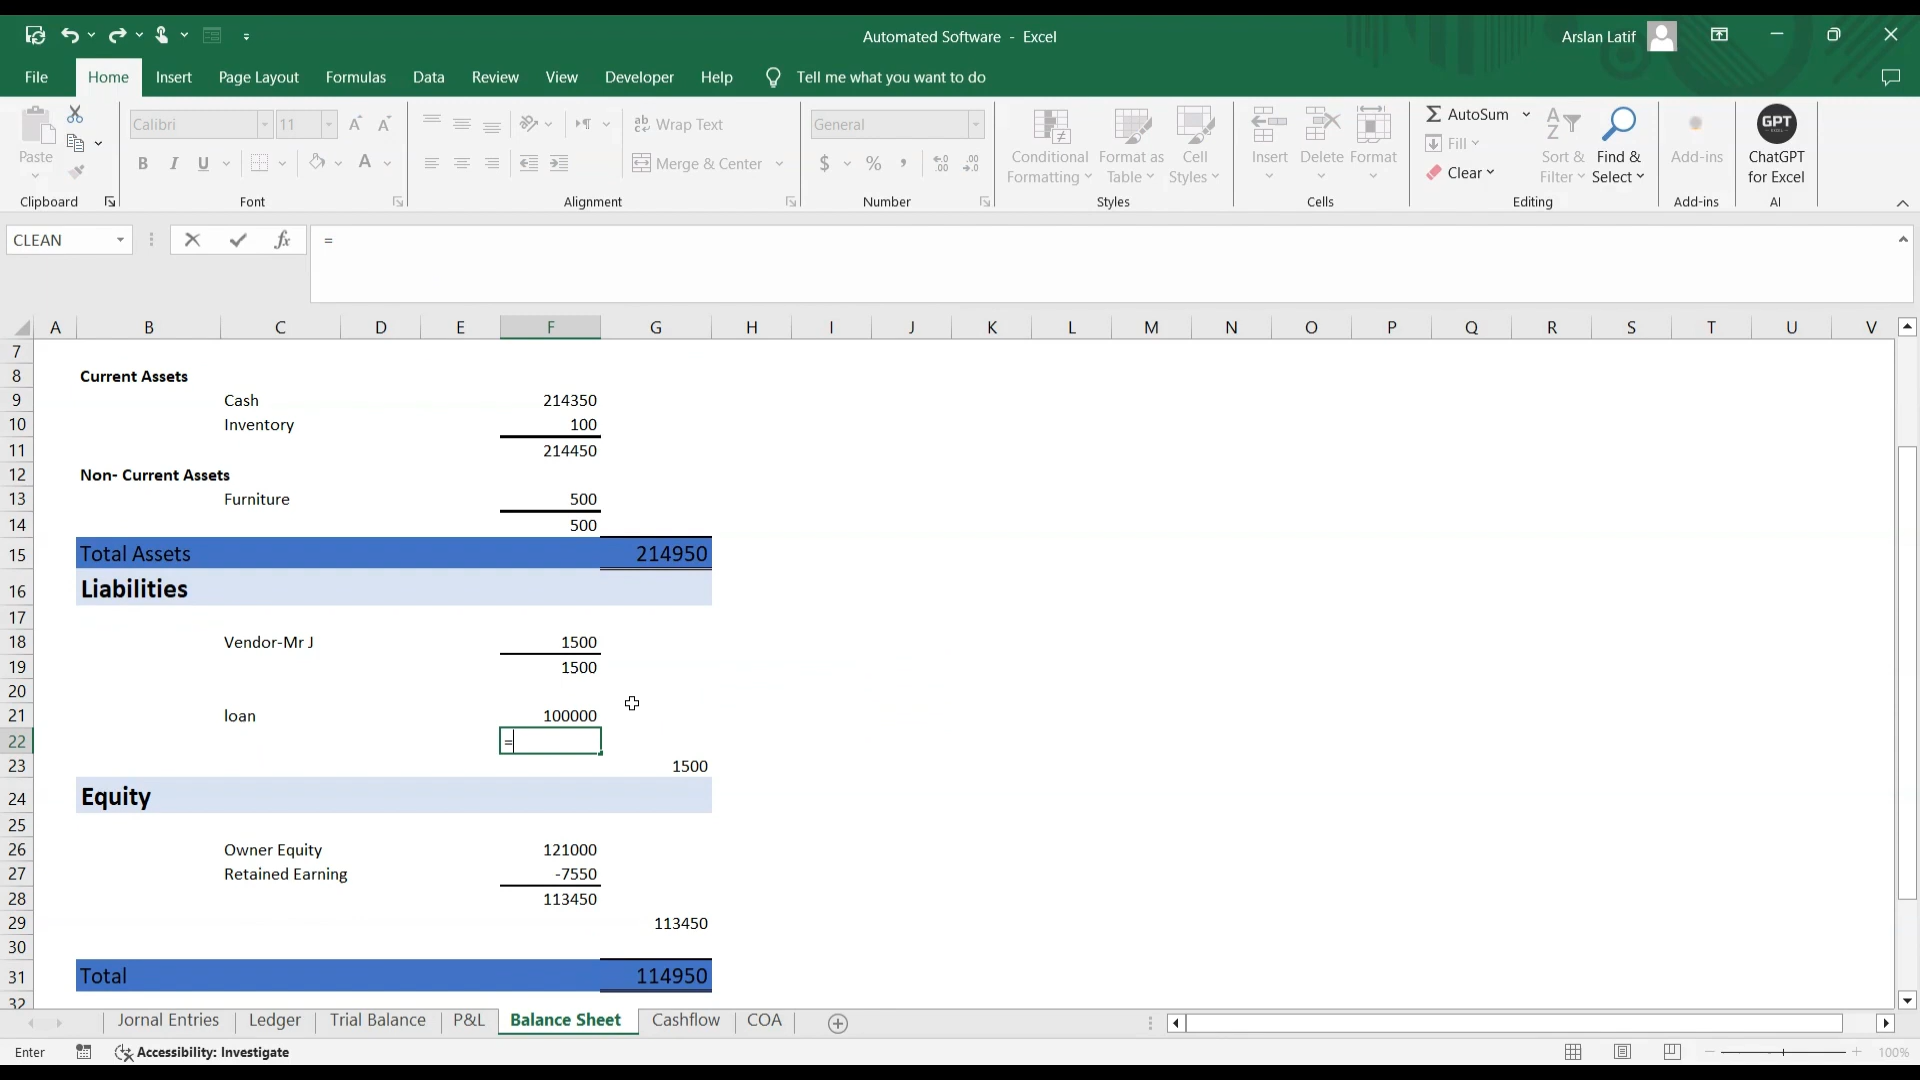 Automated Software - Excel
Arslan Latif
File Home Insert Page Layout Formulas Data Review View Developer Help Tell me what you want to do
Calibri 11 ab Wrap Text General AutoSum GPT
Paste B I U A Merge & Center $ % , Fill
Conditional Formatting Format as Table Cell Styles Insert Delete Format Clear Sort & Filter Find & Select Add-ins ChatGPT for Excel
Clipboard Font Alignment Number Styles Cells Editing Add-ins AI
CLEAN fx =
A B C D E F G H I J K L M N O P Q R S T U V
7
8 Current Assets
9 Cash 214350
10 Inventory 100
11 214450
12 Non- Current Assets
13 Furniture 500
14 500
15 Total Assets 214950
16 Liabilities
17
18 Vendor-Mr J 1500
19 1500
20
21 loan 100000
22 =
23 1500
24 Equity
25
26 Owner Equity 121000
27 Retained Earning -7550
28 113450
29 113450
30
31 Total 114950
32
Jornal Entries Ledger Trial Balance P&L Balance Sheet Cashflow COA
Enter Accessibility: Investigate 100%